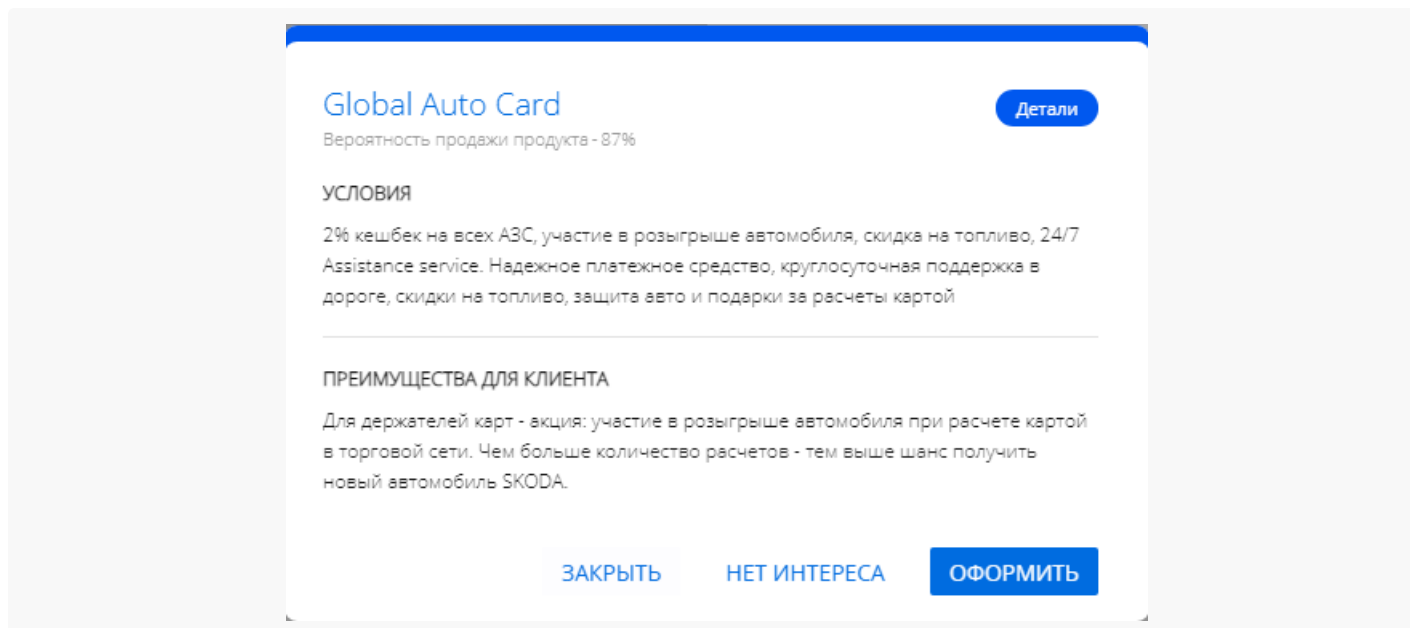 Global Auto Card
Детали
Вероятность продажи продукта - 87%
УСЛОВИЯ
2% кешбек на всех АЗС, участие в розыгрыше автомобиля, скидка на топливо, 24/7
Assistance service. Надежное платежное средство, круглосуточная поддержка в
дороге, скидки на топливо, защита авто и подарки за расчеты картой
ПРЕИМУЩЕСТВА ДЛЯ КЛИЕНТА
Для держателей карт - акция: участие в розыгрыше автомобиля при расчете картой
в торговой сети. Чем больше количество расчетов - тем выше шанс получить
новый автомобиль SKODA.
ЗАКРЫТЬ
НЕТ ИНТЕРЕСА
ОФОРМИТЬ